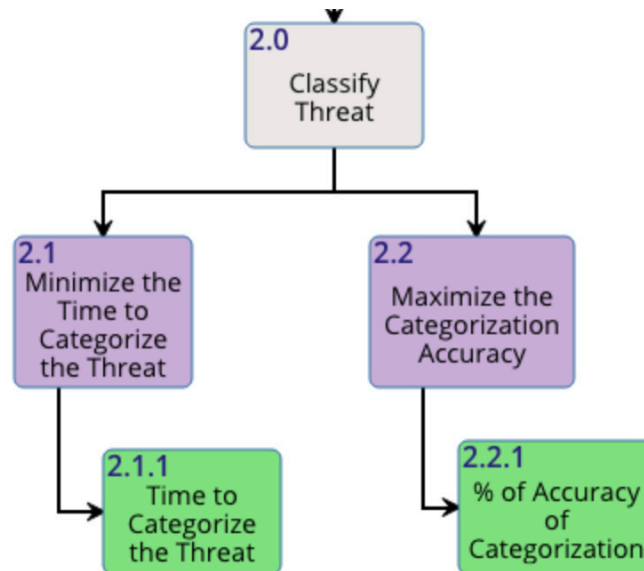 2.0
Classify
Threat
2.1
Minimize the
Time to
Categorize
the Threat
2.2
Maximize the
Categorization
Accuracy
2.1.1
Time to
Categorize
the Threat
2.2.1
% of Accuracy
of
Categorization